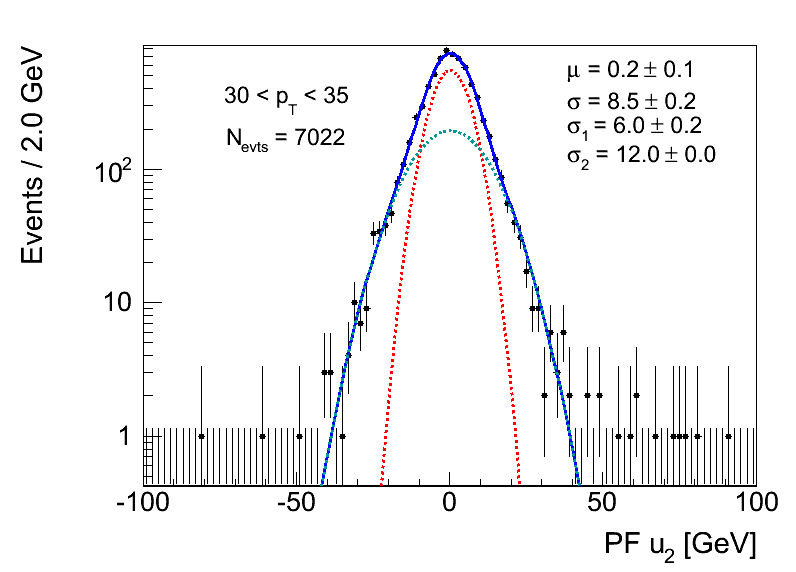 Events / 2.0 GeV
30 < p_T < 35
N_evts = 7022
μ = 0.2 ± 0.1
σ = 8.5 ± 0.2
σ_1 = 6.0 ± 0.2
σ_2 = 12.0 ± 0.0
10^2
10
1
-100 -50 0 50 100
PF u_2 [GeV]